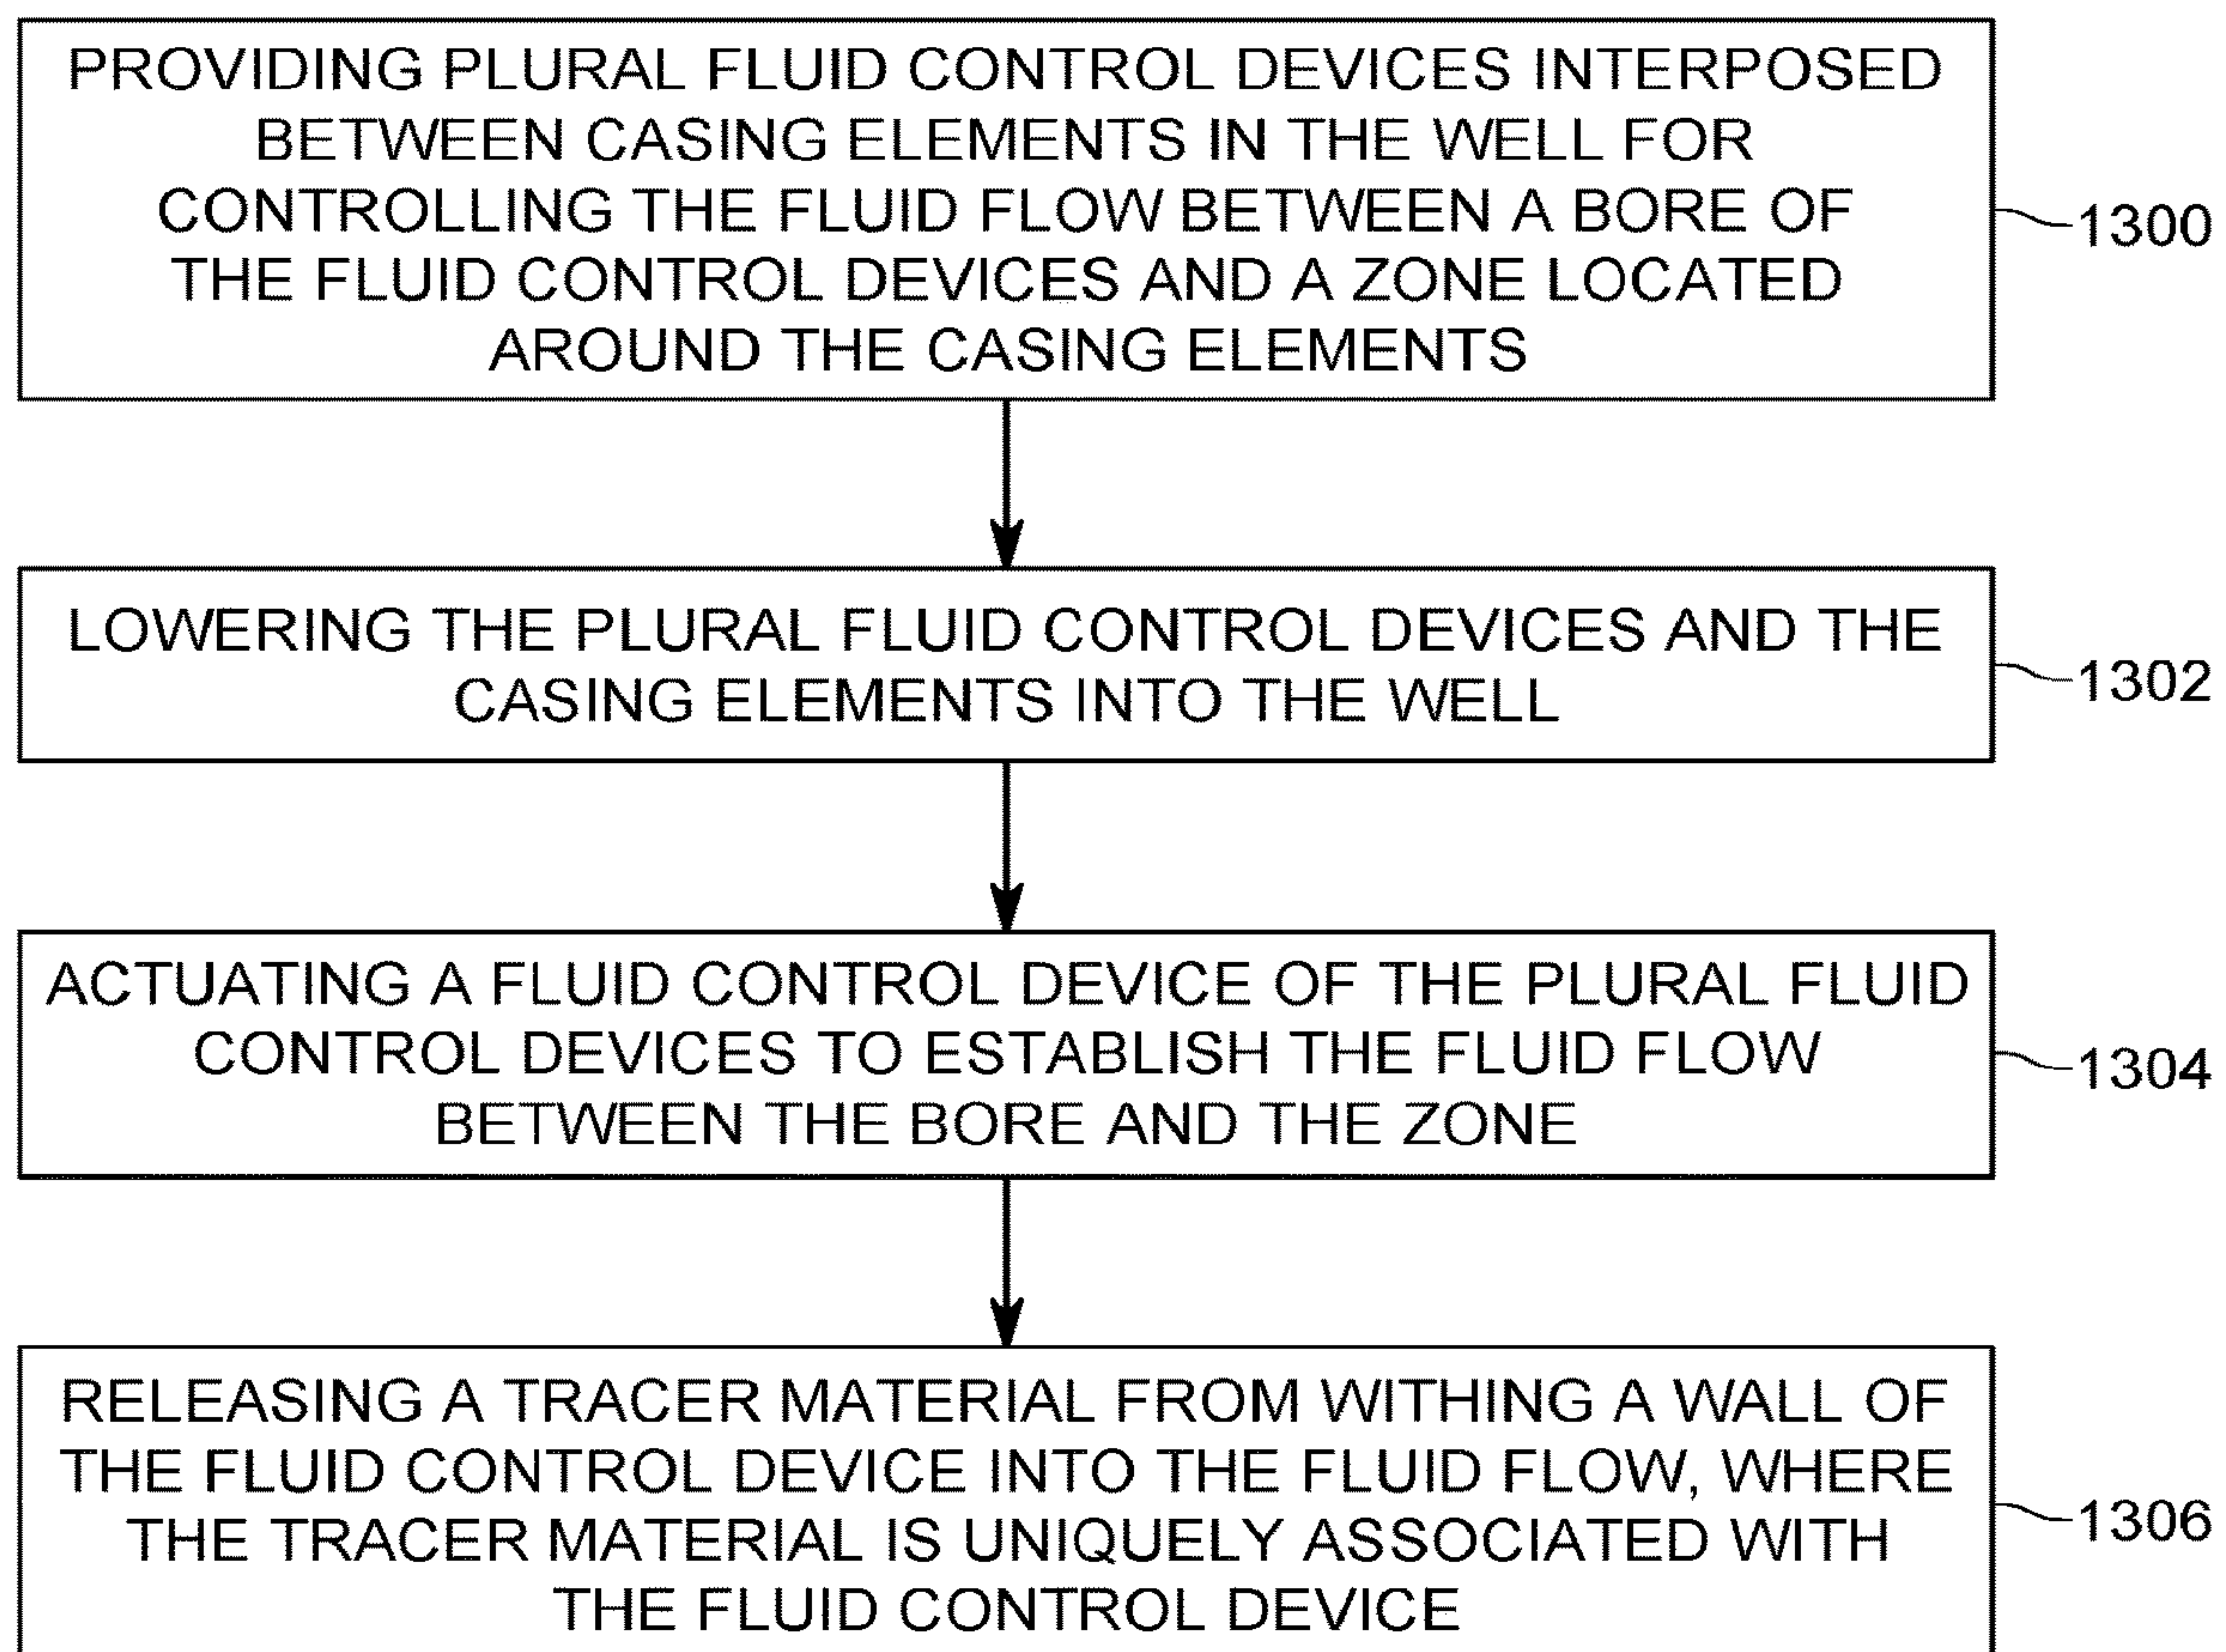 PROVIDING PLURAL FLUID CONTROL DEVICES INTERPOSED
BETWEEN CASING ELEMENTS IN THE WELL FOR
CONTROLLING THE FLUID FLOW BETWEEN A BORE OF
THE FLUID CONTROL DEVICES AND A ZONE LOCATED
AROUND THE CASING ELEMENTS
1300
LOWERING THE PLURAL FLUID CONTROL DEVICES AND THE
CASING ELEMENTS INTO THE WELL
1302
ACTUATING A FLUID CONTROL DEVICE OF THE PLURAL FLUID
CONTROL DEVICES TO ESTABLISH THE FLUID FLOW
BETWEEN THE BORE AND THE ZONE
1304
RELEASING A TRACER MATERIAL FROM WITHING A WALL OF
THE FLUID CONTROL DEVICE INTO THE FLUID FLOW, WHERE
THE TRACER MATERIAL IS UNIQUELY ASSOCIATED WITH
THE FLUID CONTROL DEVICE
1306